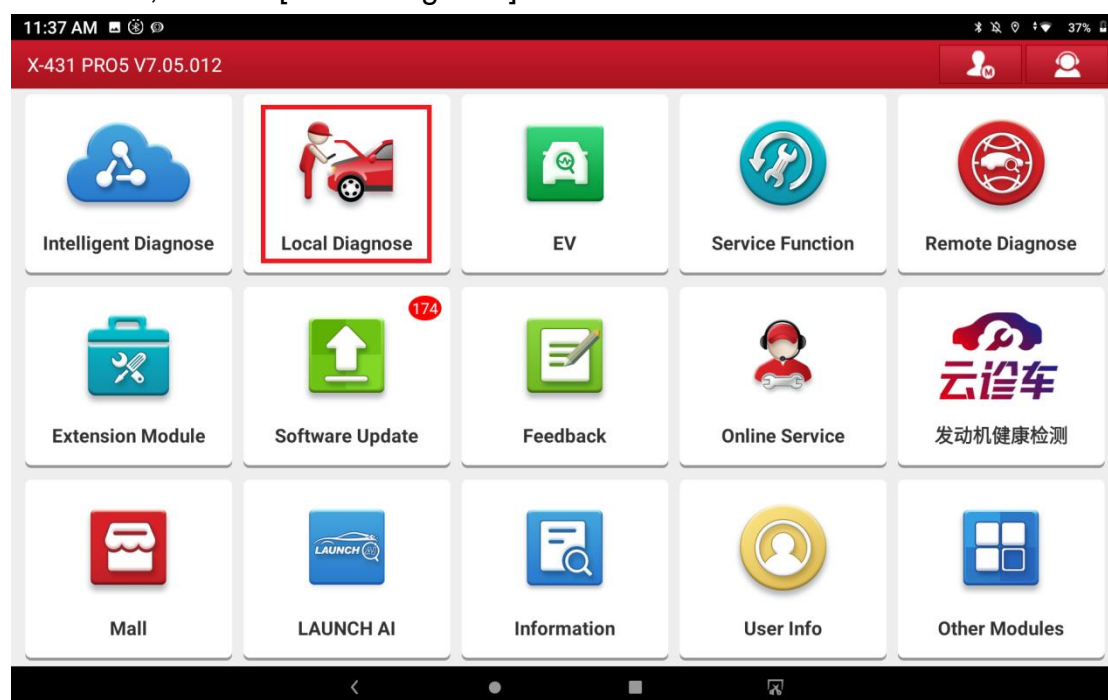 11:37 AM 37%
X-431 PRO5 V7.05.012
M
Intelligent Diagnose Local Diagnose EV Service Function Remote Diagnose
174
云诊车
Extension Module Software Update Feedback Online Service 发动机健康检测
LAUNCH
Mall LAUNCH AI Information User Info Other Modules